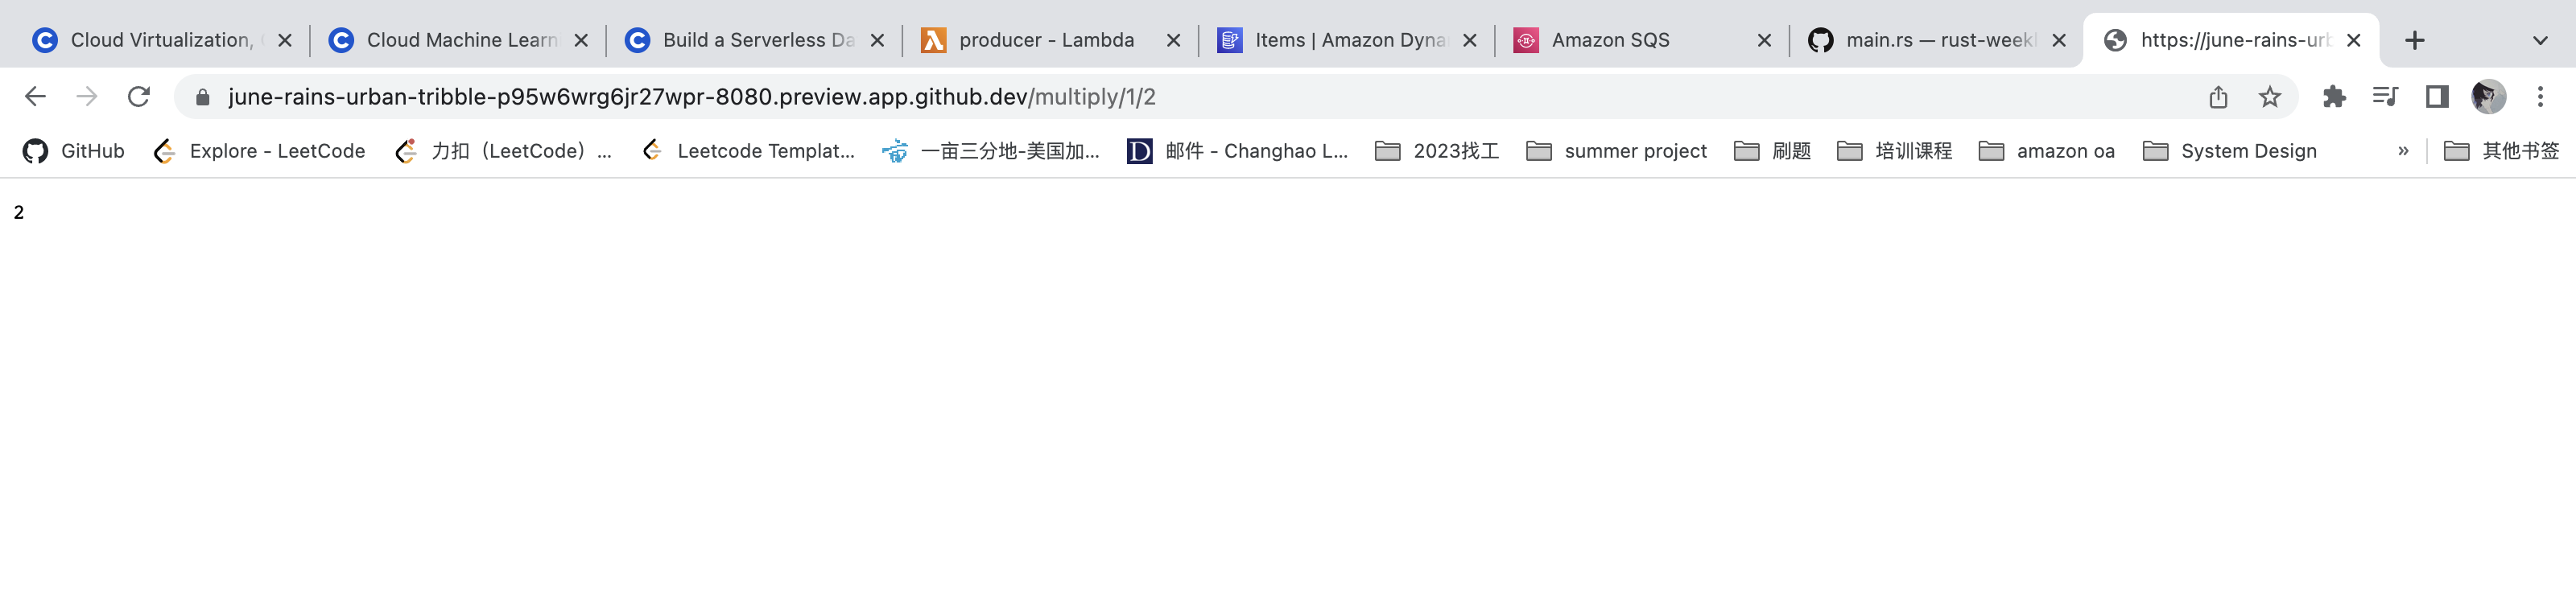 Cloud Virtualization, Cloud Machine Learn Build a Serverless Da producer - Lambda Items | Amazon Dyna Amazon SQS main.rs — rust-weekl https://june-rains-urb
june-rains-urban-tribble-p95w6wrg6jr27wpr-8080.preview.app.github.dev/multiply/1/2
GitHub Explore - LeetCode 力扣（LeetCode）... Leetcode Templat... 一亩三分地-美国加... D 邮件 - Changhao L... 2023找工 summer project 刷题 培训课程 amazon oa System Design » 其他书签
2